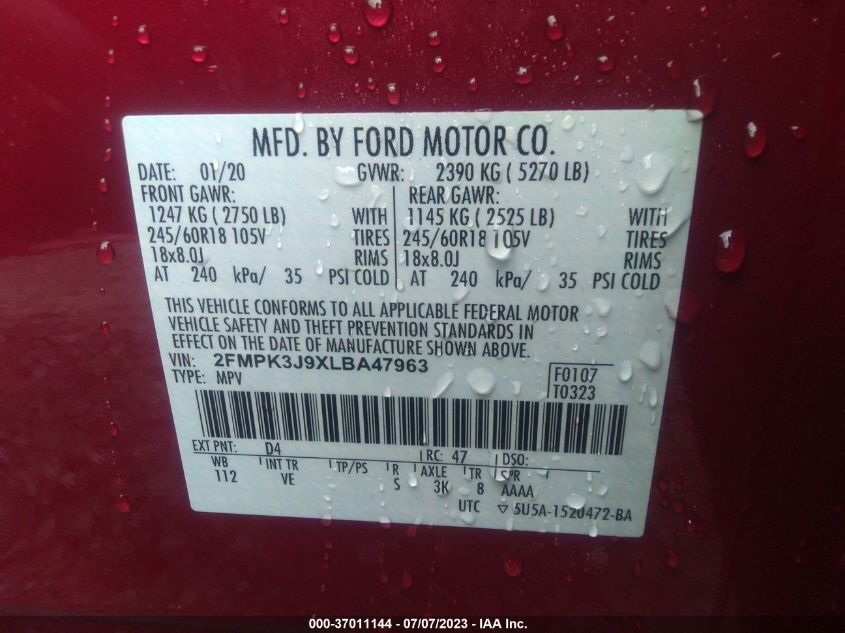 MFD. BY FORD MOTOR CO.
DATE: 01/20 GVWR: 2390 KG ( 5270 LB)
FRONT GAWR: REAR GAWR:
1247 KG ( 2750 LB) WITH 1145 KG ( 2525 LB) WITH
245/60R18 105V TIRES 245/60R18 105V TIRES
18x8.0J RIMS 18x8.0J RIMS
AT 240 kPa/ 35 PSI COLD AT 240 kPa/ 35 PSI COLD
THIS VEHICLE CONFORMS TO ALL APPLICABLE FEDERAL MOTOR
VEHICLE SAFETY AND THEFT PREVENTION STANDARDS IN
EFFECT ON THE DATE OF MANUFACTURE SHOWN ABOVE.
VIN: 2FMPK3J9XLBA47963 F0107
TYPE: MPV T0323
EXT PNT: D4 RC: 47 DSO:
WB INT TR TP/PS R AXLE TR SPR
112 VE S 3K 8 AAAA
UTC ▽ 5U5A-1520472-BA
000-37011144 - 07/07/2023 - IAA Inc.